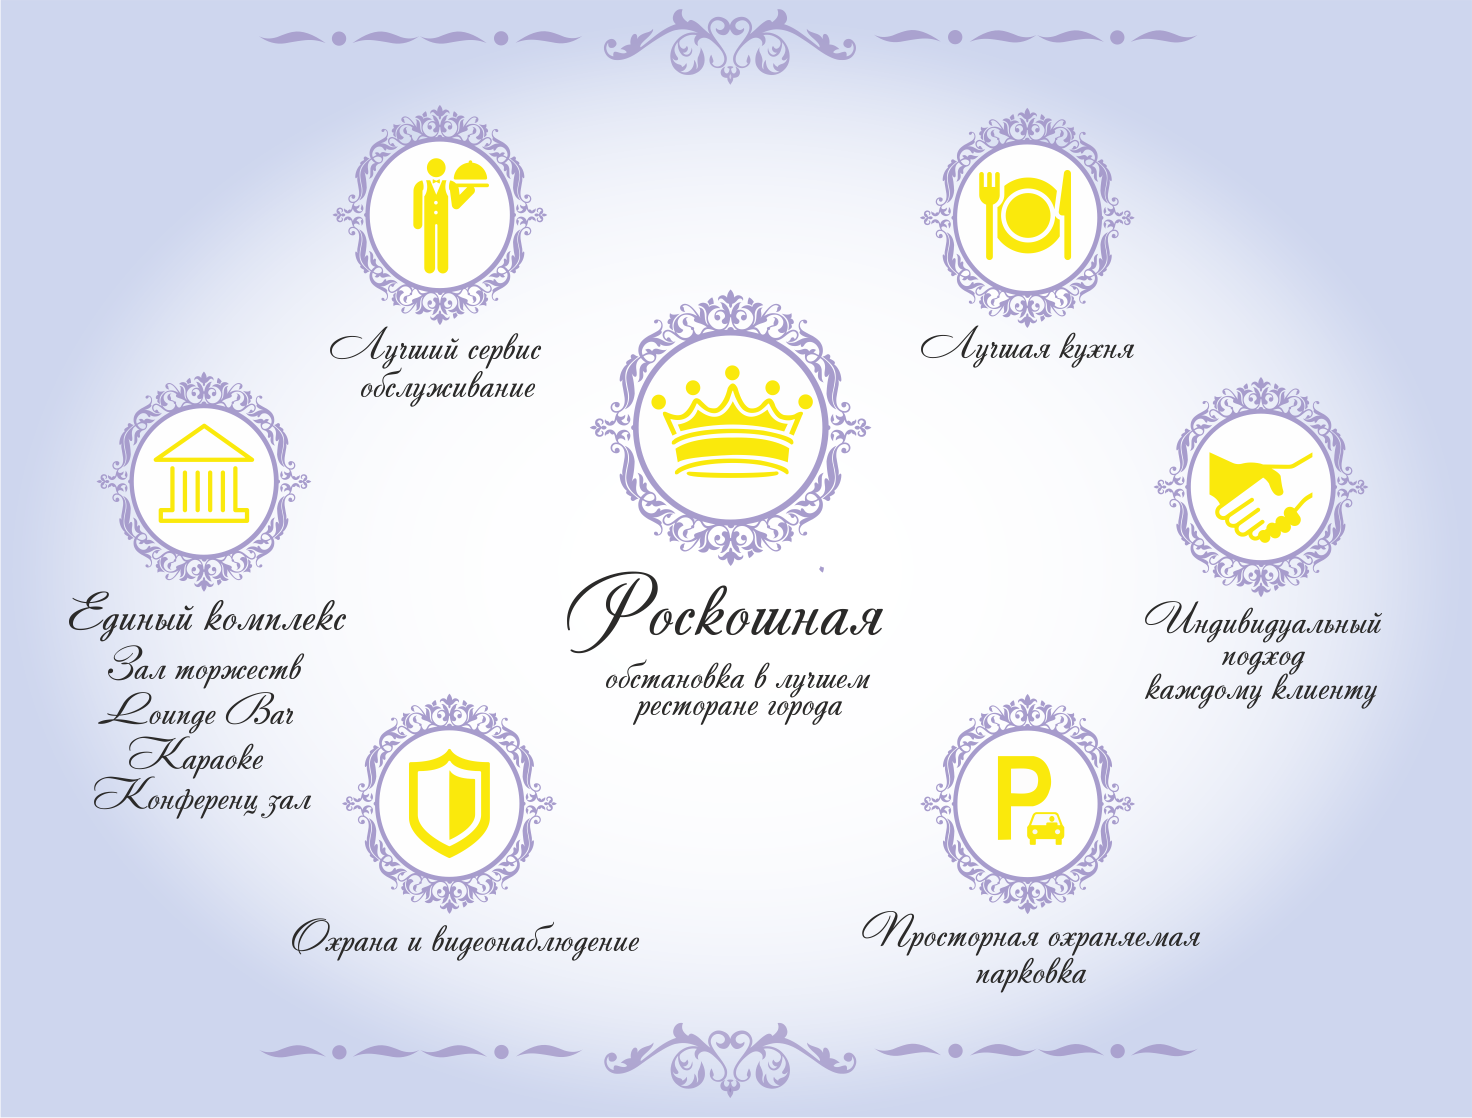 Лучший сервис
обслуживание
Лучшая кухня
Единый комплекс
Зал торжеств
Lounge Bar
Караоке
Конференц зал
Роскошная
обстановка в лучшем
ресторане города
Индивидуальный
подход
каждому клиенту
Охрана и видеонаблюдение
P
Просторная охраняемая
парковка